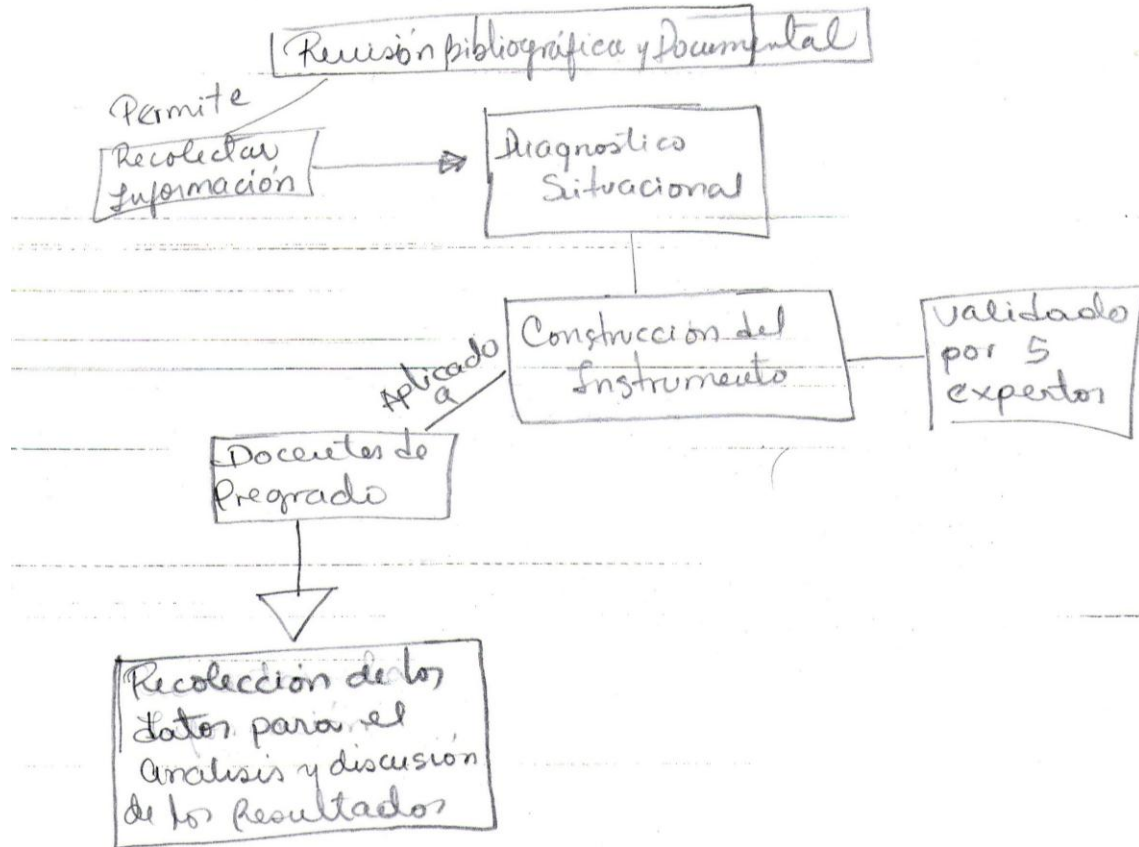 Revisión bibliográfica y Documental
Permite
Recolectar
Información
Diagnostico
Situacional
Construcción del
Instrumento
validado
por 5
expertos
Aplicado
a
Docentes de
Pregrado
Recolección de los
datos para el
analisis y discusión
de los Resultados